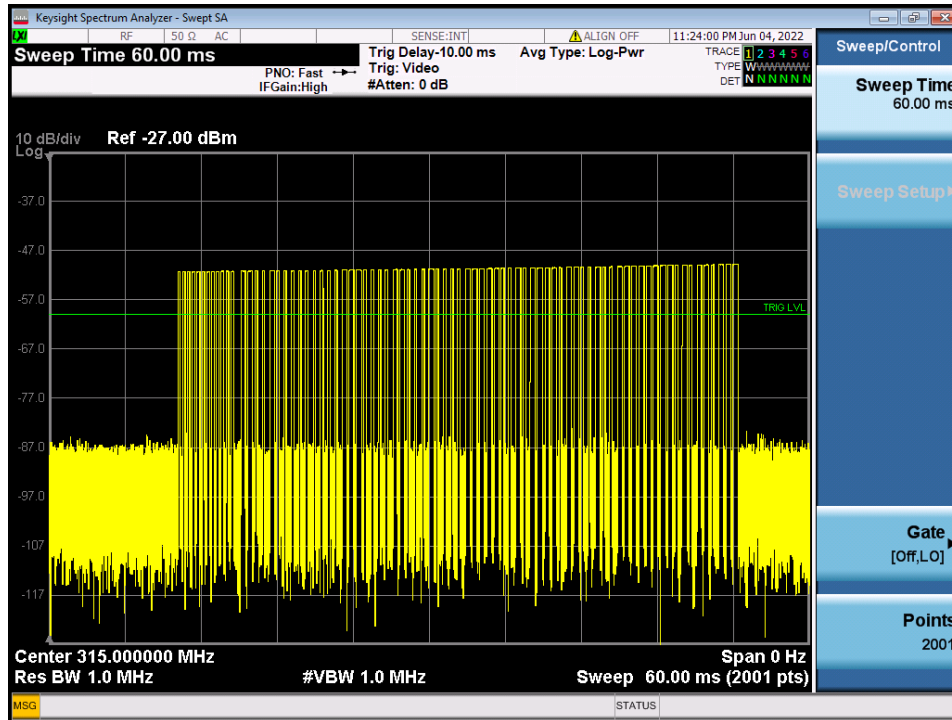 Keysight Spectrum Analyzer - Swept SA
LXI RF 50 Ω AC SENSE:INT ALIGN OFF 11:24:00 PM Jun 04, 2022
Sweep Time 60.00 ms
PNO: Fast
IFGain:High
Trig Delay-10.00 ms
Trig: Video
#Atten: 0 dB
Avg Type: Log-Pwr
TRACE 1 2 3 4 5 6
TYPE WWWWWWW
DET N N N N N N
10 dB/div Ref -27.00 dBm
Log
-37.0
-47.0
-57.0
TRIG LVL
-67.0
-77.0
-87.0
-97.0
-107
-117
Center 315.000000 MHz Span 0 Hz
Res BW 1.0 MHz #VBW 1.0 MHz Sweep 60.00 ms (2001 pts)
MSG STATUS
Sweep/Control
Sweep Time
60.00 ms
Sweep Setup
Gate
[Off,LO]
Points
2001